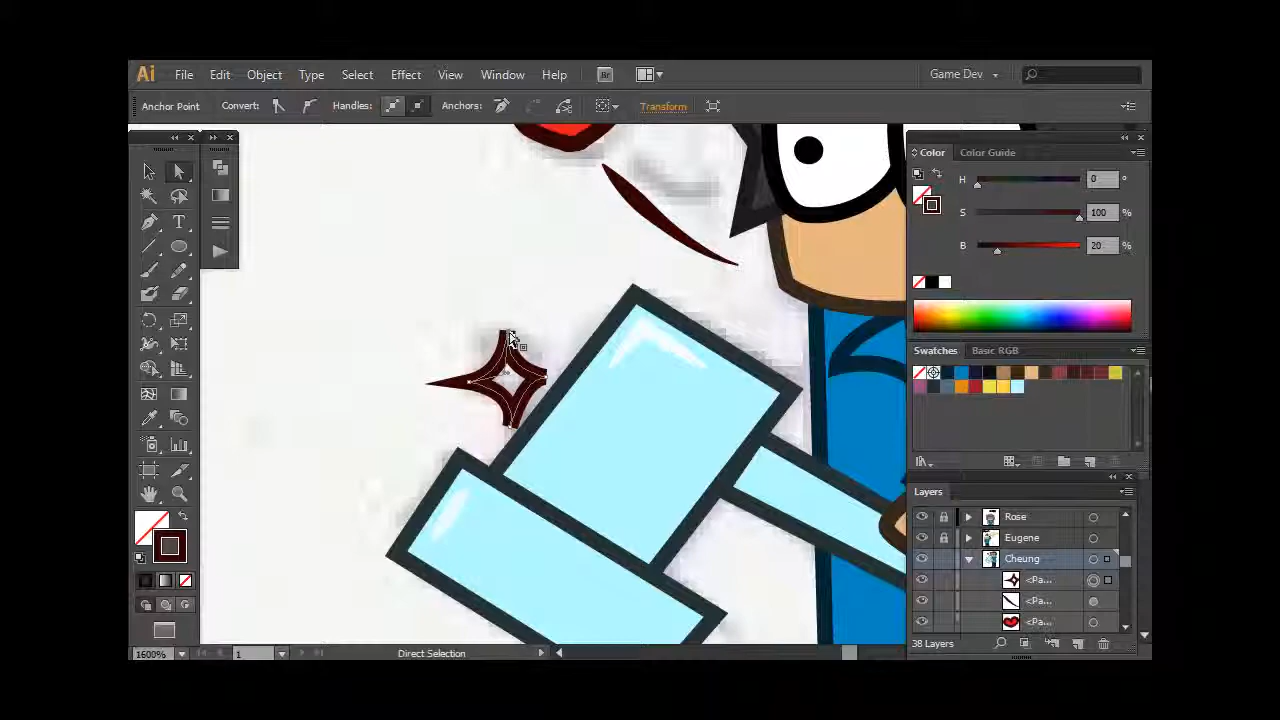 Ai File Edit Object Type Select Effect View Window Help Br Game Dev
Anchor Point Convert: Handles: Anchors: Transform
Color Color Guide
H 0 °
S 100 %
B 20 %
Swatches Basic RGB
Layers
Rose
Eugene
Cheung
<Pa...
<Pa...
<Pa...
1600% 1 Direct Selection 38 Layers